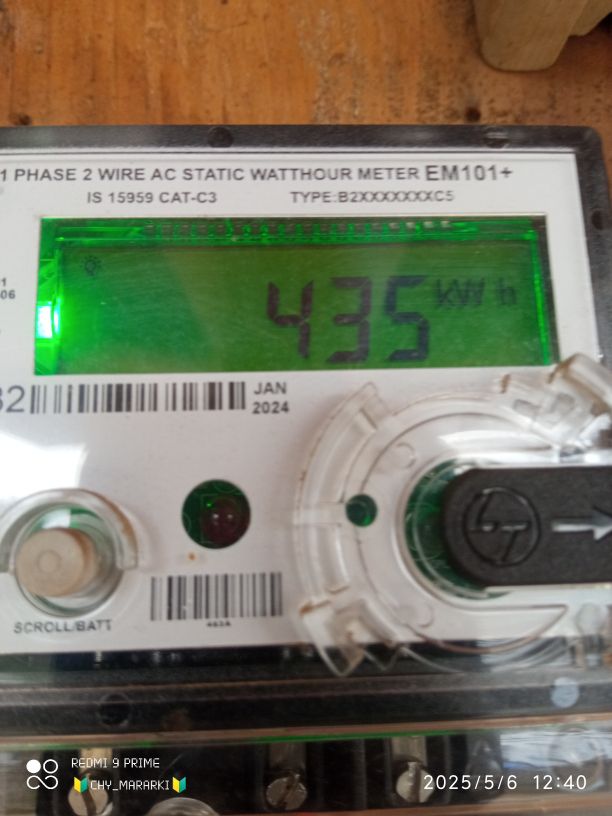 1 PHASE 2 WIRE AC STATIC WATTHOUR METER EM101+
IS 15959 CAT-C3 TYPE:B2XXXXXXXC5
435 kWh
JAN
2024
SCROLL/BATT
REDMI 9 PRIME
🔰CHY_MARARKI🔰
2025/5/6 12:40